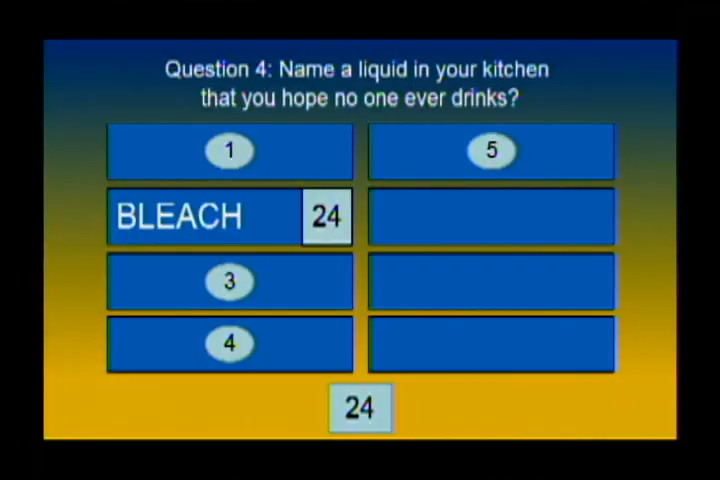 Question 4: Name a liquid in your kitchen
that you hope no one ever drinks?
1
5
BLEACH 24
3
4
24